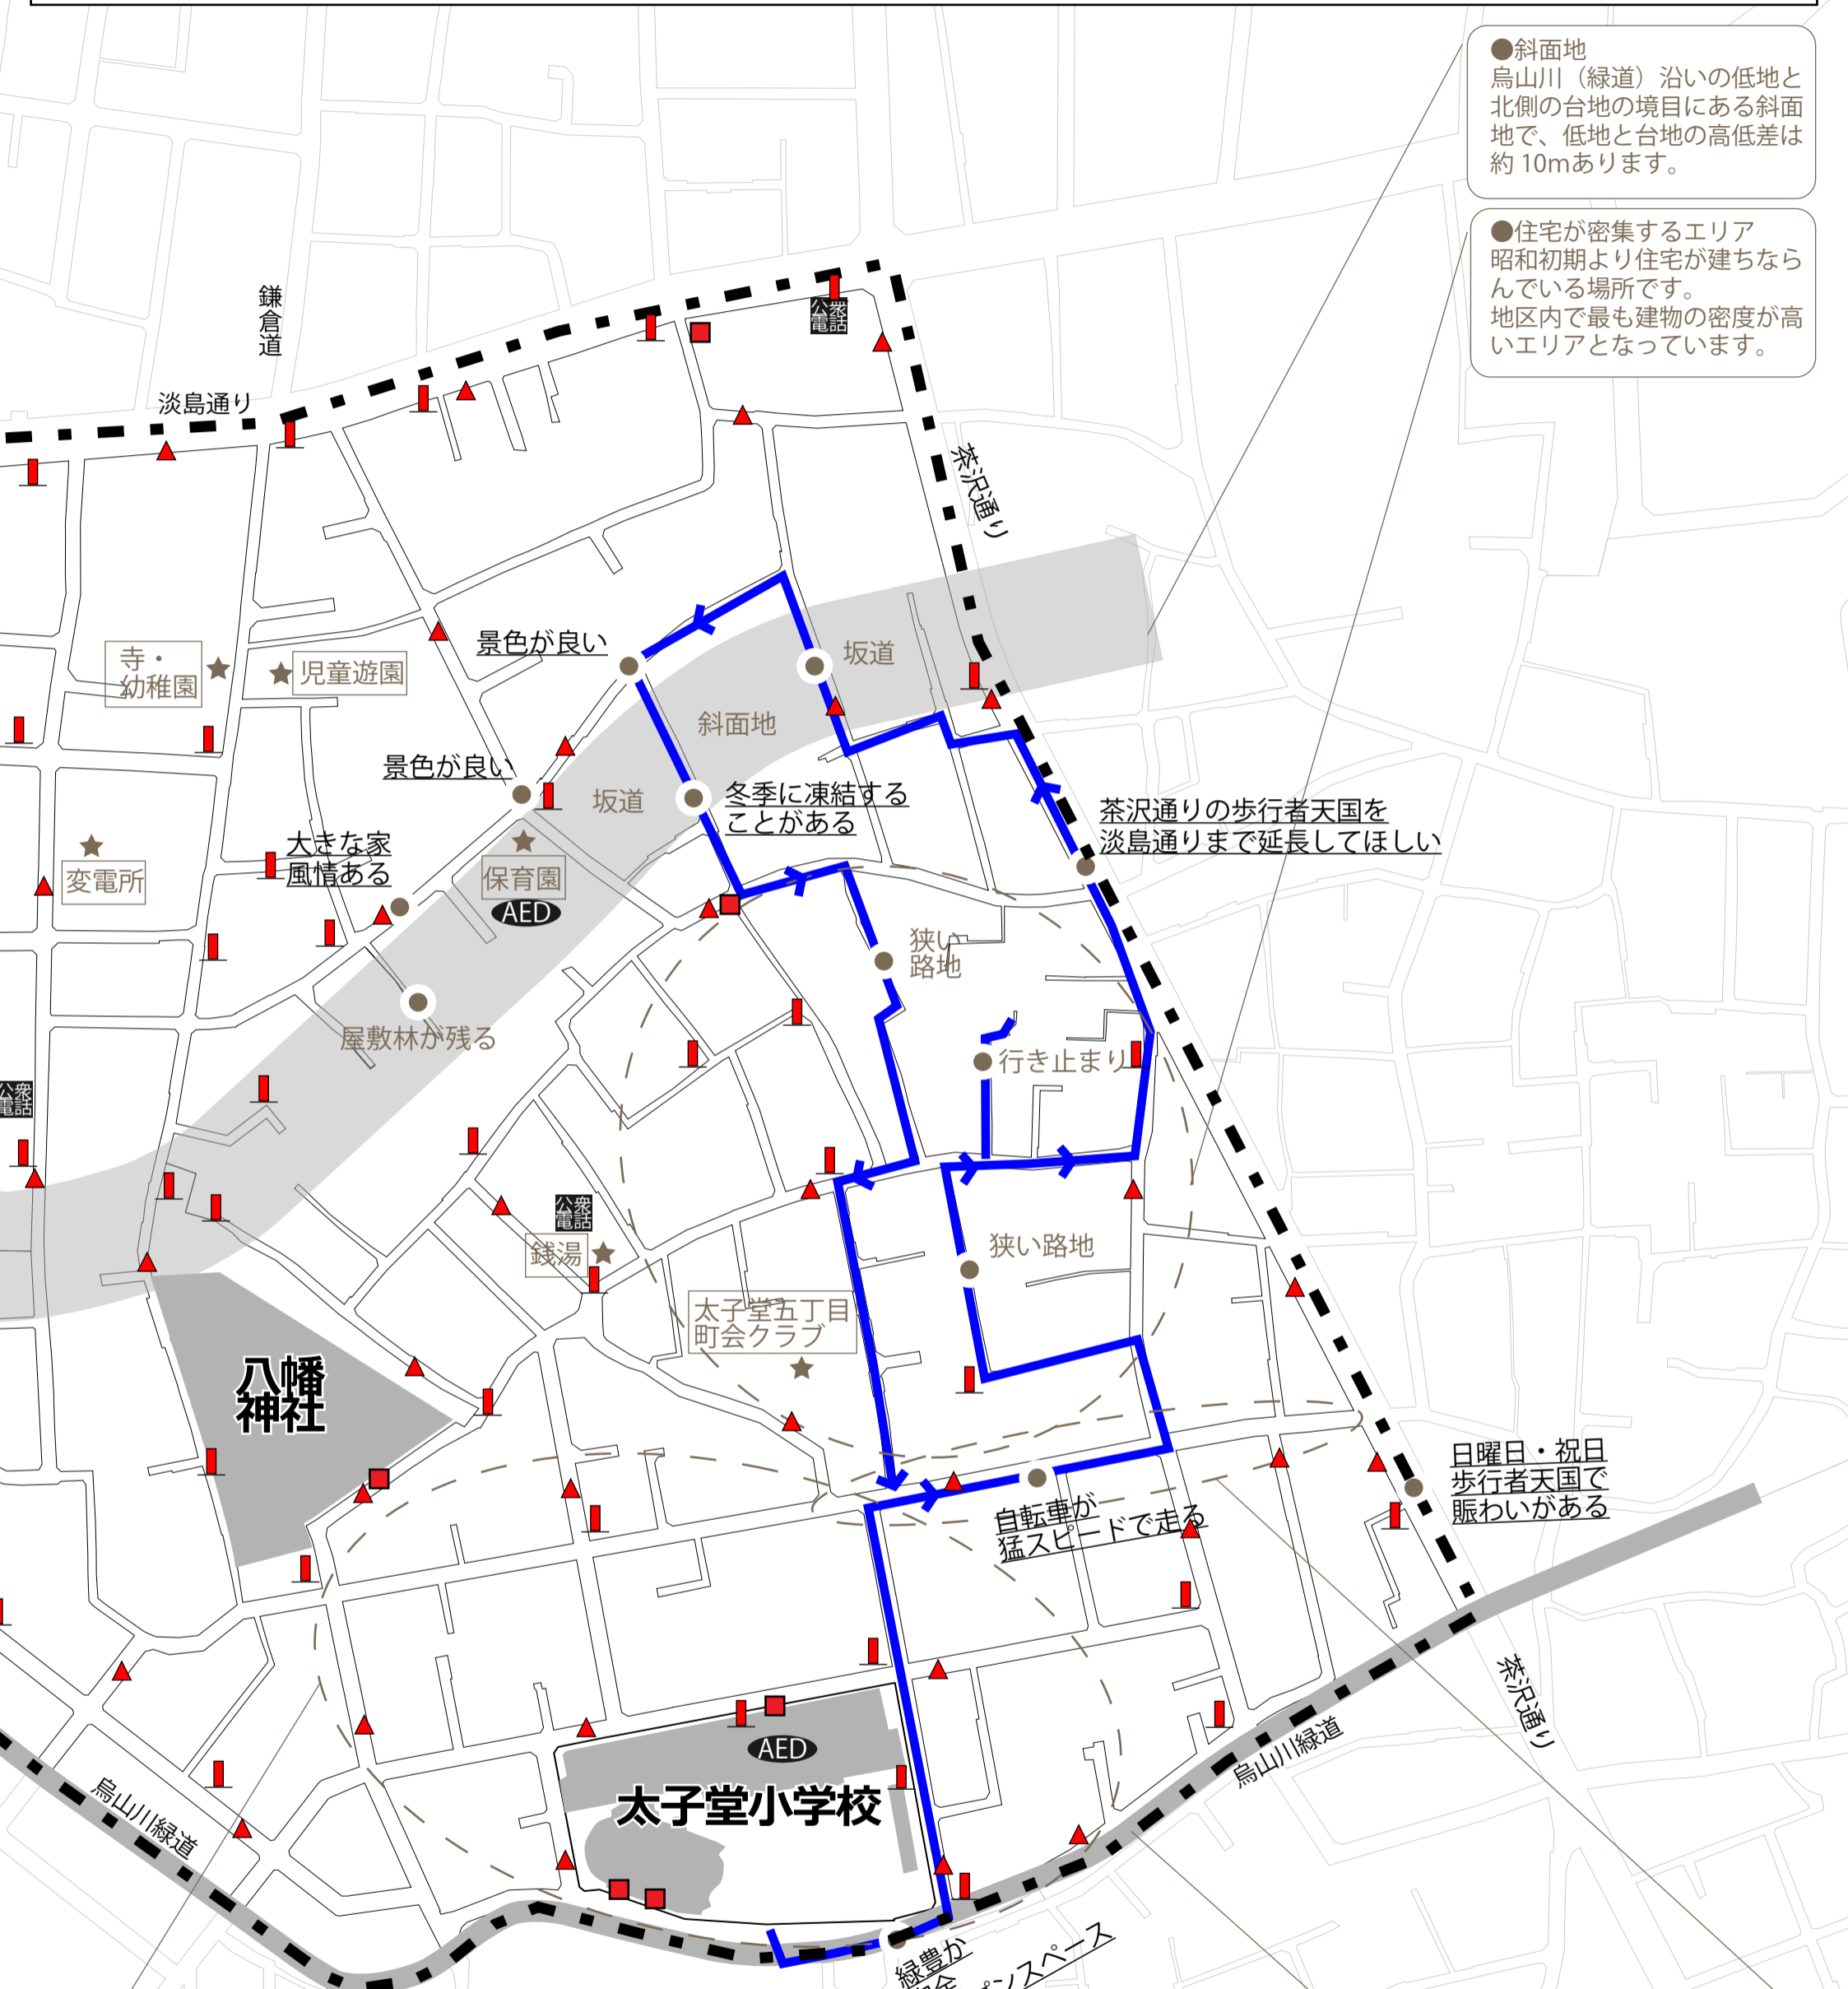 ●斜面地
烏山川（緑道）沿いの低地と
北側の台地の境目にある斜面
地で、低地と台地の高低差は
約10mあります。
●住宅が密集するエリア
昭和初期より住宅が建ちなら
んでいる場所です。
地区内で最も建物の密度が高
いエリアとなっています。
鎌倉道
公衆
電話
淡島通り
茶沢通り
景色が良い
坂道
寺・
幼稚園
児童遊園
斜面地
景色が良い
坂道
冬季に凍結する
ことがある
茶沢通りの歩行者天国を
淡島通りまで延長してほしい
大きな家
風情ある
変電所
保育園
AED
狭い
路地
屋敷林が残る
行き止まり
公衆
電話
公衆
電話
銭湯
狭い路地
太子堂五丁目
町会クラブ
八幡
神社
日曜日・祝日
歩行者天国で
賑わいがある
自転車が
猛スピードで走る
茶沢通り
AED
烏山川緑道
烏山川緑道
太子堂小学校
緑豊か
ンスペース